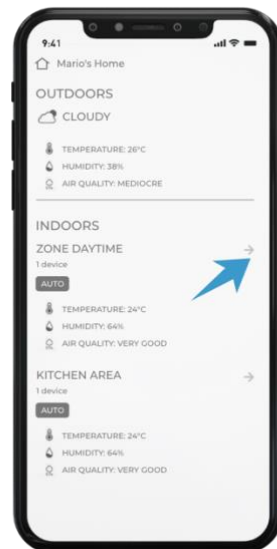 9:41
Mario's Home
OUTDOORS
CLOUDY
TEMPERATURE: 26°C
HUMIDITY: 38%
AIR QUALITY: MEDIOCRE
INDOORS
ZONE DAYTIME
1 device
AUTO
TEMPERATURE: 24°C
HUMIDITY: 64%
AIR QUALITY: VERY GOOD
KITCHEN AREA
1 device
AUTO
TEMPERATURE: 24°C
HUMIDITY: 64%
AIR QUALITY: VERY GOOD